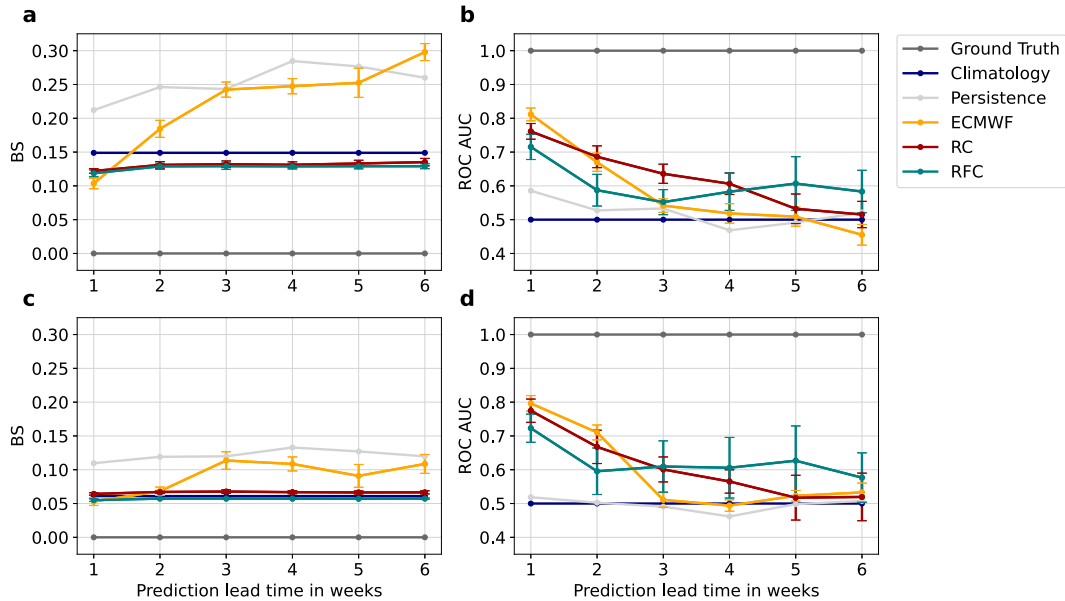 a
0.30
0.25
0.20
0.15
0.10
0.05
0.00
BS
1 2 3 4 5 6
b
1.0
0.9
0.8
0.7
0.6
0.5
0.4
ROC AUC
1 2 3 4 5 6
Ground Truth
Climatology
Persistence
ECMWF
RC
RFC
c
0.30
0.25
0.20
0.15
0.10
0.05
0.00
BS
1 2 3 4 5 6
Prediction lead time in weeks
d
1.0
0.9
0.8
0.7
0.6
0.5
0.4
ROC AUC
1 2 3 4 5 6
Prediction lead time in weeks